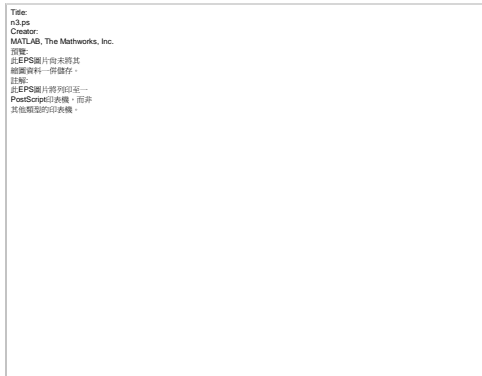 Title:
n3.ps
Creator:
MATLAB, The Mathworks, Inc.
預覽:
此EPS圖片尚未將其
繪圖資料一併儲存。
註解:
此EPS圖片將列印至一
PostScript印表機，而非
其他類型的印表機。